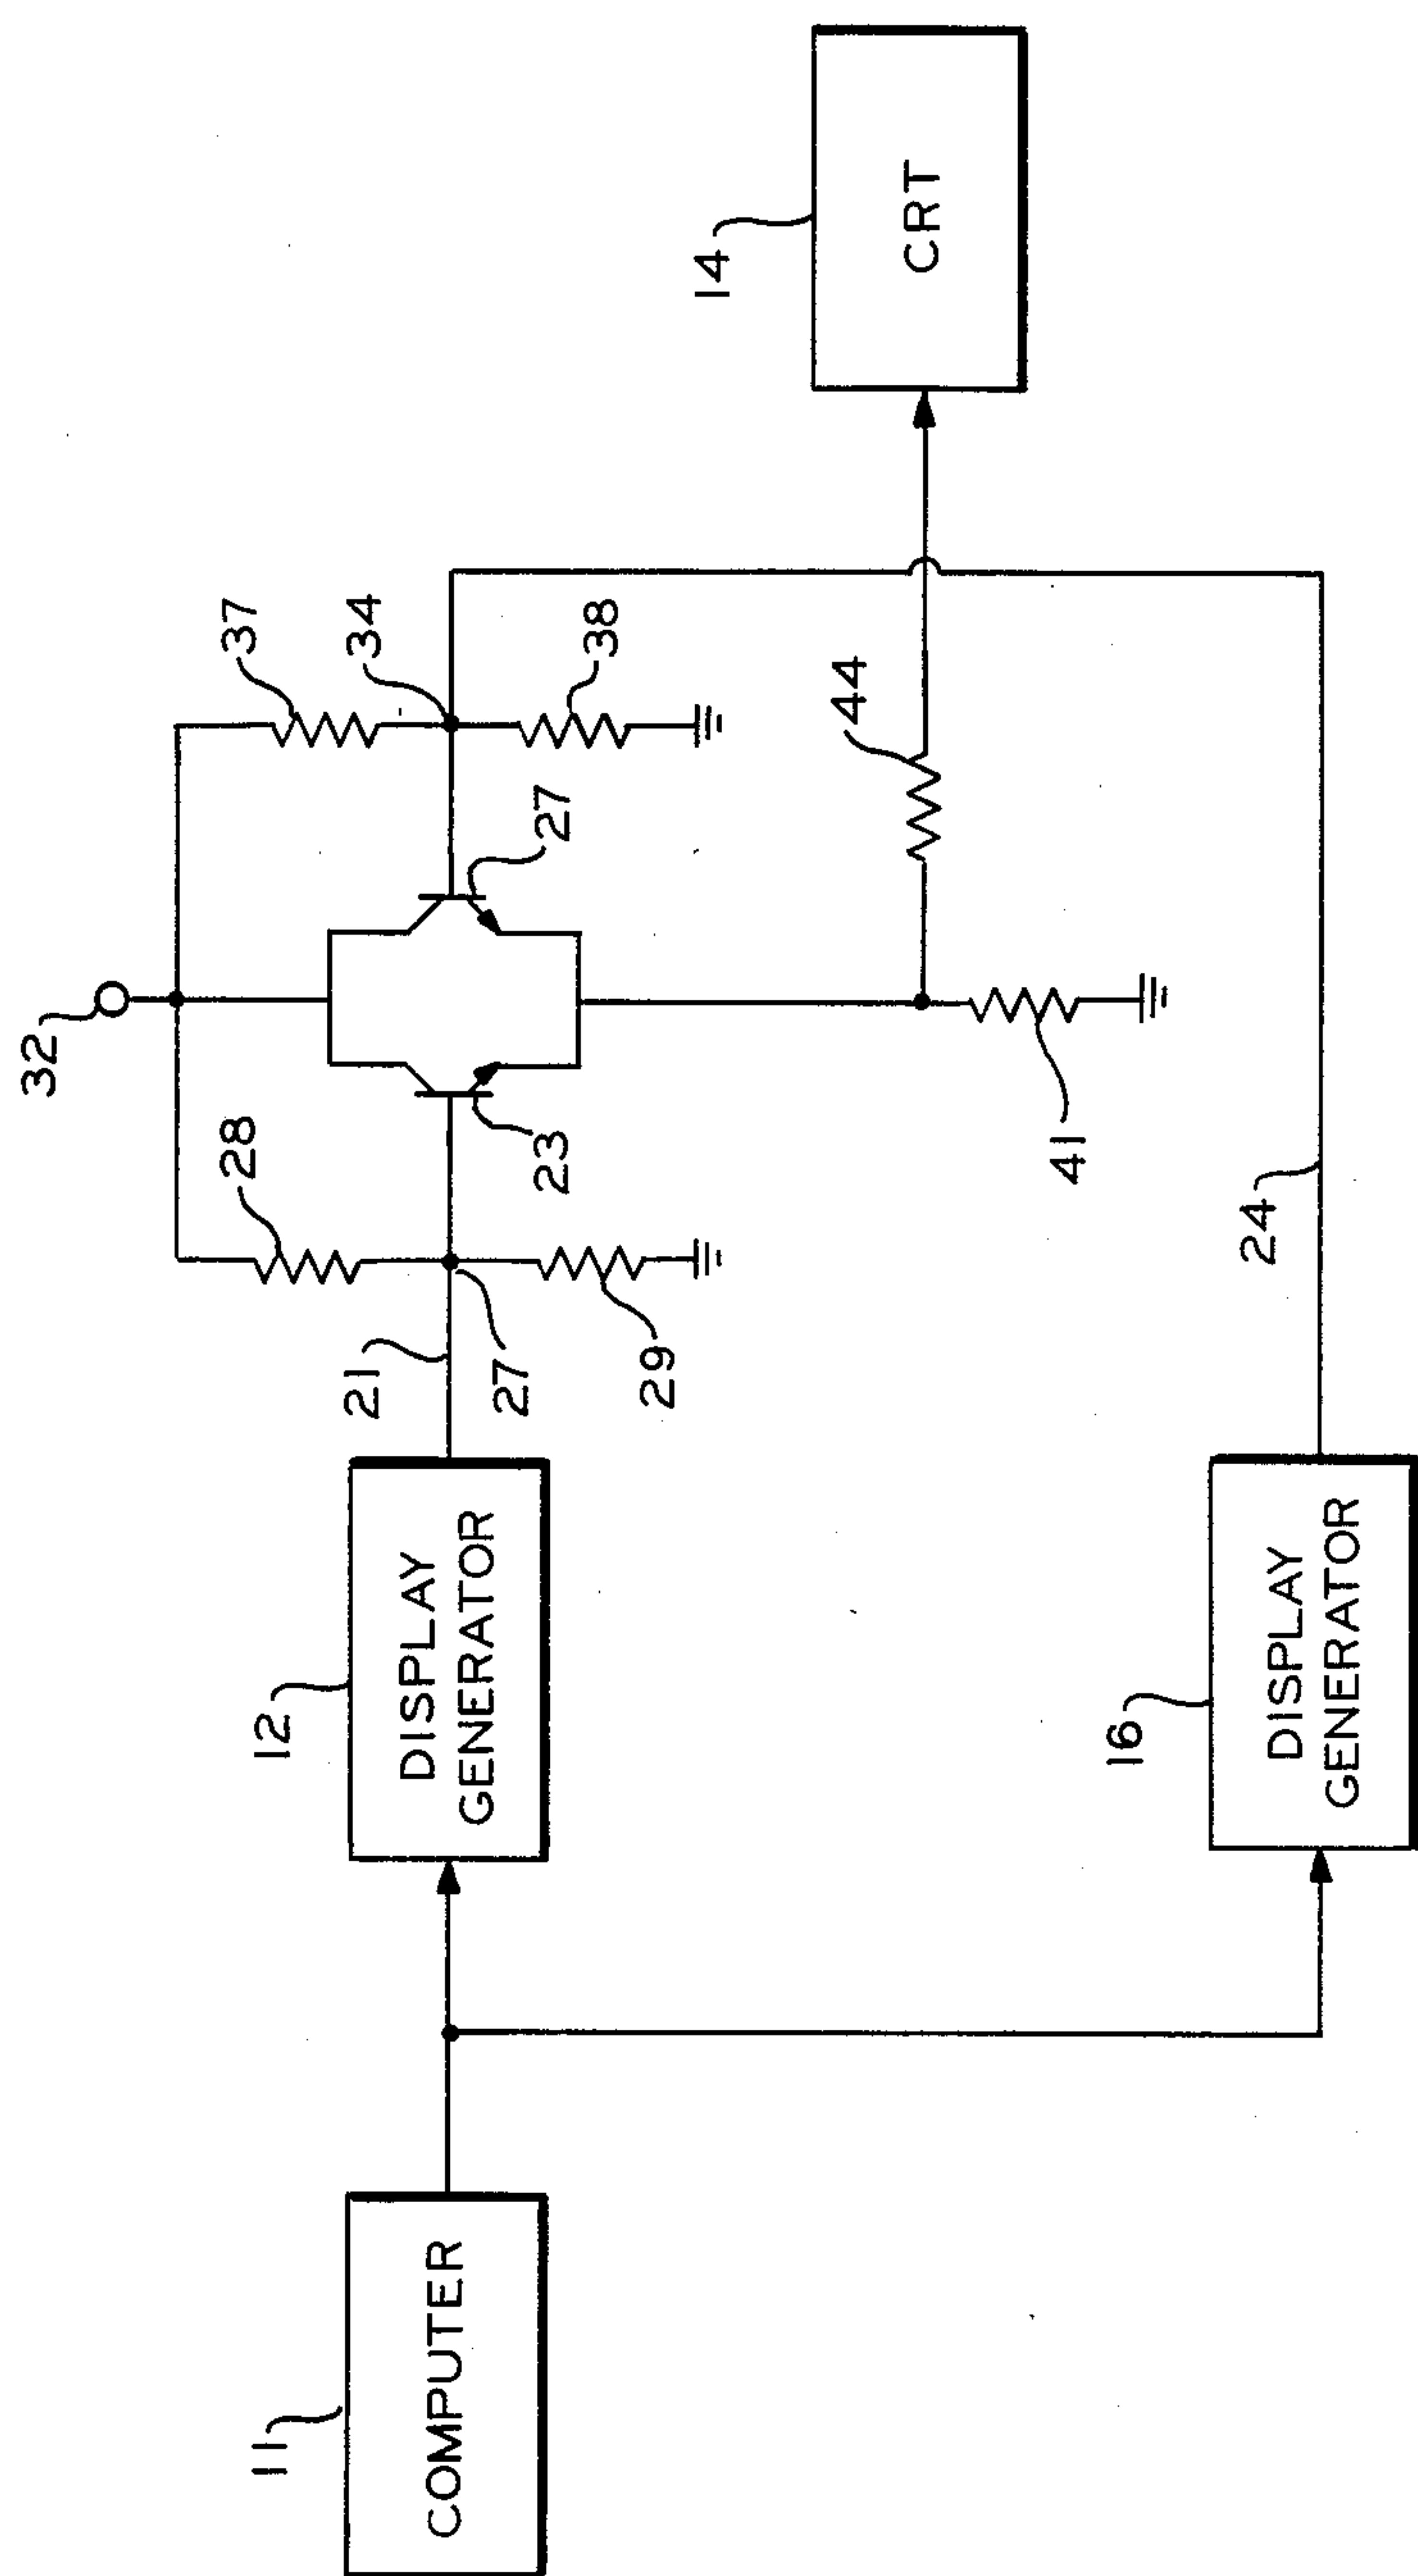 32
28
37
34
27
38
23
21
27
29
44
14
CRT
12
DISPLAY
GENERATOR
41
24
11
COMPUTER
16
DISPLAY
GENERATOR